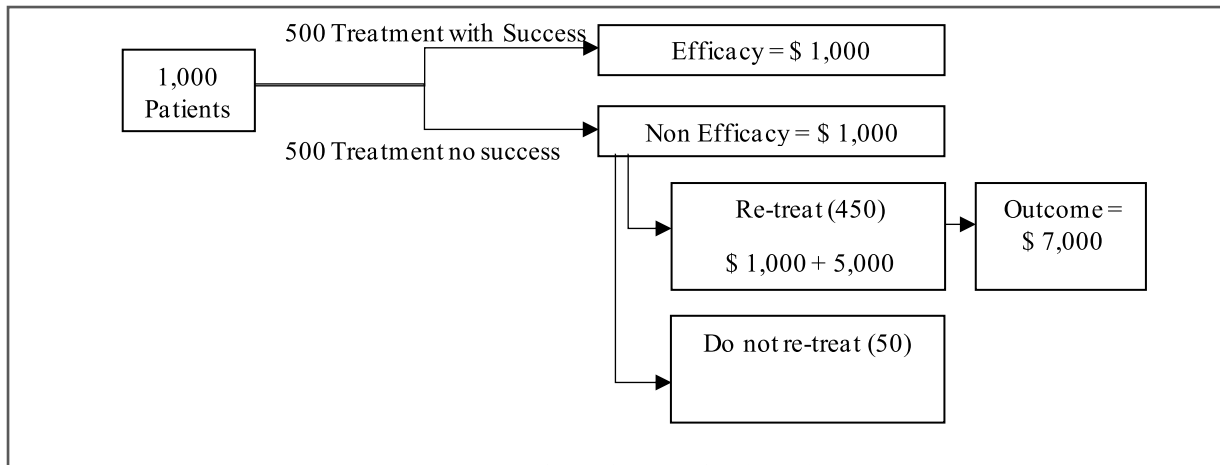 500 Treatment with Success
Efficacy = $ 1,000
1,000
Patients
Non Efficacy = $ 1,000
500 Treatment no success
Re-treat (450)
$ 1,000 + 5,000
Outcome =
$ 7,000
Do not re-treat (50)